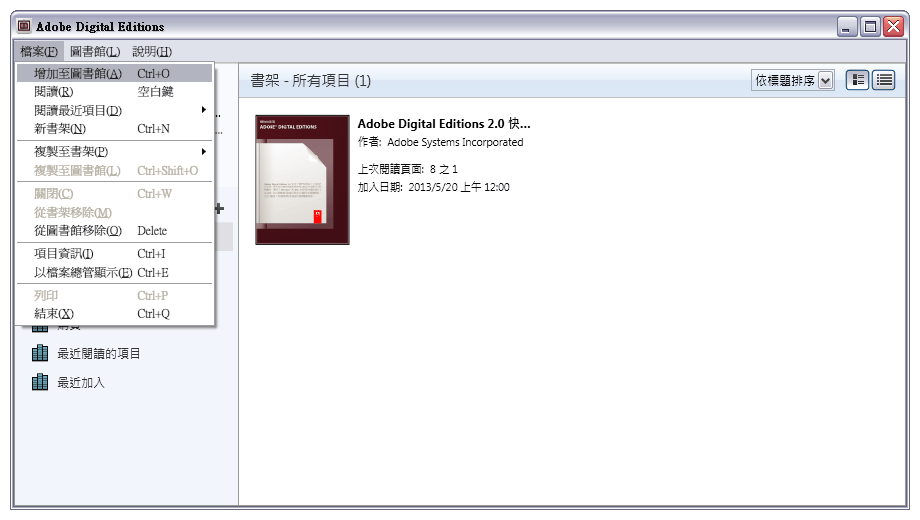 Adobe Digital Editions
檔案(F) 圖書館(L) 說明(H)
增加至圖書館(A) Ctrl+O
閱讀(R) 空白鍵
閱讀最近項目(D)
新書架(N) Ctrl+N
複製至書架(P)
複製至圖書館(L) Ctrl+Shift+O
關閉(C) Ctrl+W
從書架移除(M)
從圖書館移除(O) Delete
項目資訊(I) Ctrl+I
以檔案總管顯示(E) Ctrl+E
列印 Ctrl+P
結束(X) Ctrl+Q
最近閱讀的項目
最近加入
書架 - 所有項目 (1)
依標題排序
ADOBE® DIGITAL EDITIONS
Adobe Digital Editions 2.0 快...
作者: Adobe Systems Incorporated
上次閱讀頁面: 8 之 1
加入日期: 2013/5/20 上午 12:00